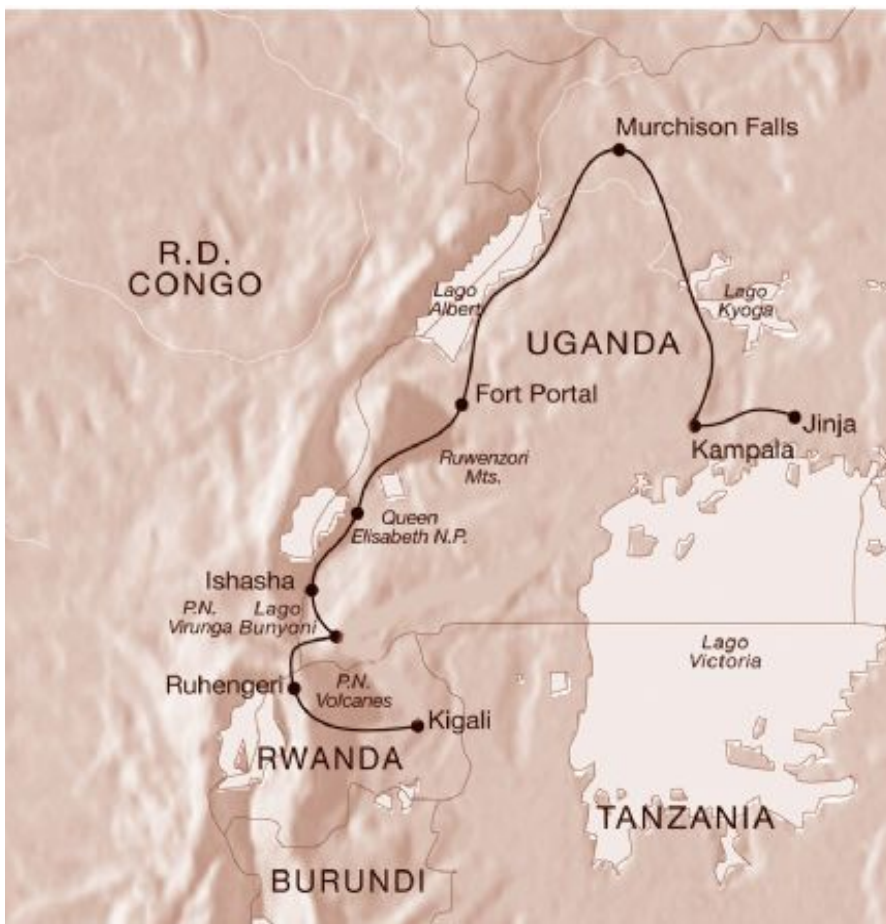 Murchison Falls
R.D.
CONGO
Lago
Albert
Lago
Kyoga
UGANDA
Fort Portal
Jinja
Kampala
Ruwenzori
Mts.
Queen
Elisabeth N.P.
Ishasha
P.N.
Virunga
Lago
Bunyoni
Lago
Victoria
Ruhengeri
P.N.
Volcanes
Kigali
RWANDA
TANZANIA
BURUNDI